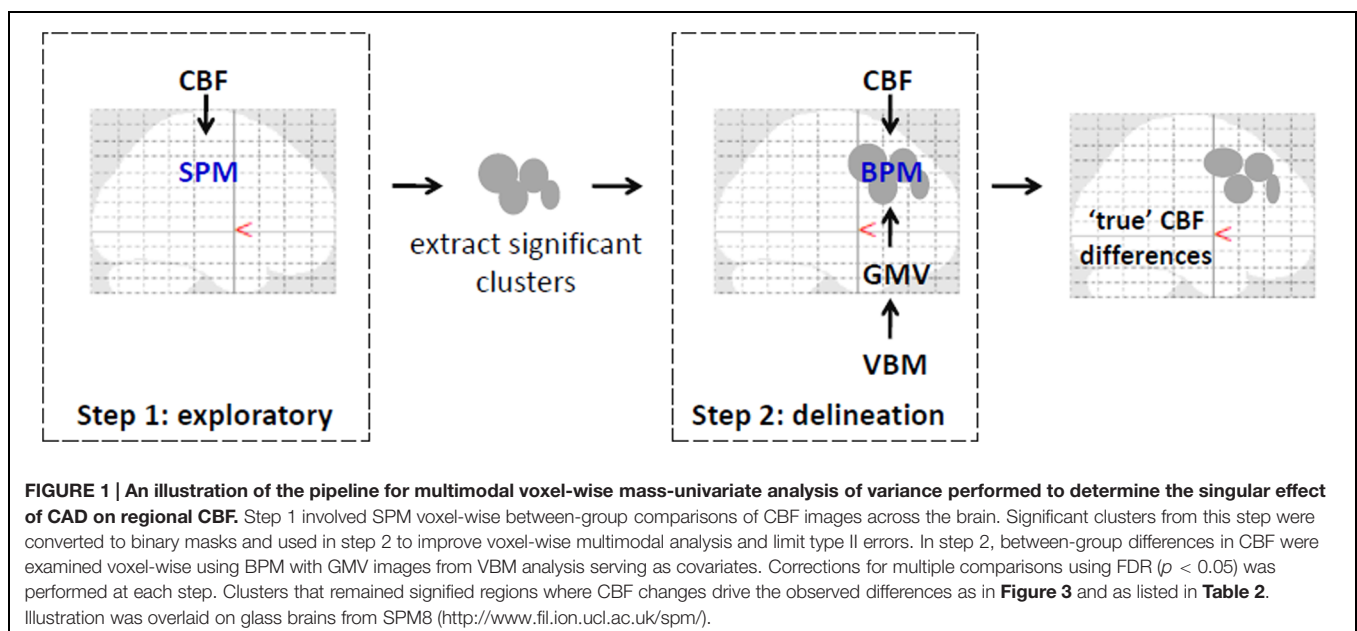 CBF
SPM
<
Step 1: exploratory
extract significant
clusters
CBF
BPM
<
GMV
VBM
Step 2: delineation
‘true’ CBF
<
differences
FIGURE 1 | An illustration of the pipeline for multimodal voxel-wise mass-univariate analysis of variance performed to determine the singular effect
of CAD on regional CBF. Step 1 involved SPM voxel-wise between-group comparisons of CBF images across the brain. Significant clusters from this step were
converted to binary masks and used in step 2 to improve voxel-wise multimodal analysis and limit type II errors. In step 2, between-group differences in CBF were
examined voxel-wise using BPM with GMV images from VBM analysis serving as covariates. Corrections for multiple comparisons using FDR (p < 0.05) was
performed at each step. Clusters that remained signified regions where CBF changes drive the observed differences as in Figure 3 and as listed in Table 2.
Illustration was overlaid on glass brains from SPM8 (http://www.fil.ion.ucl.ac.uk/spm/).